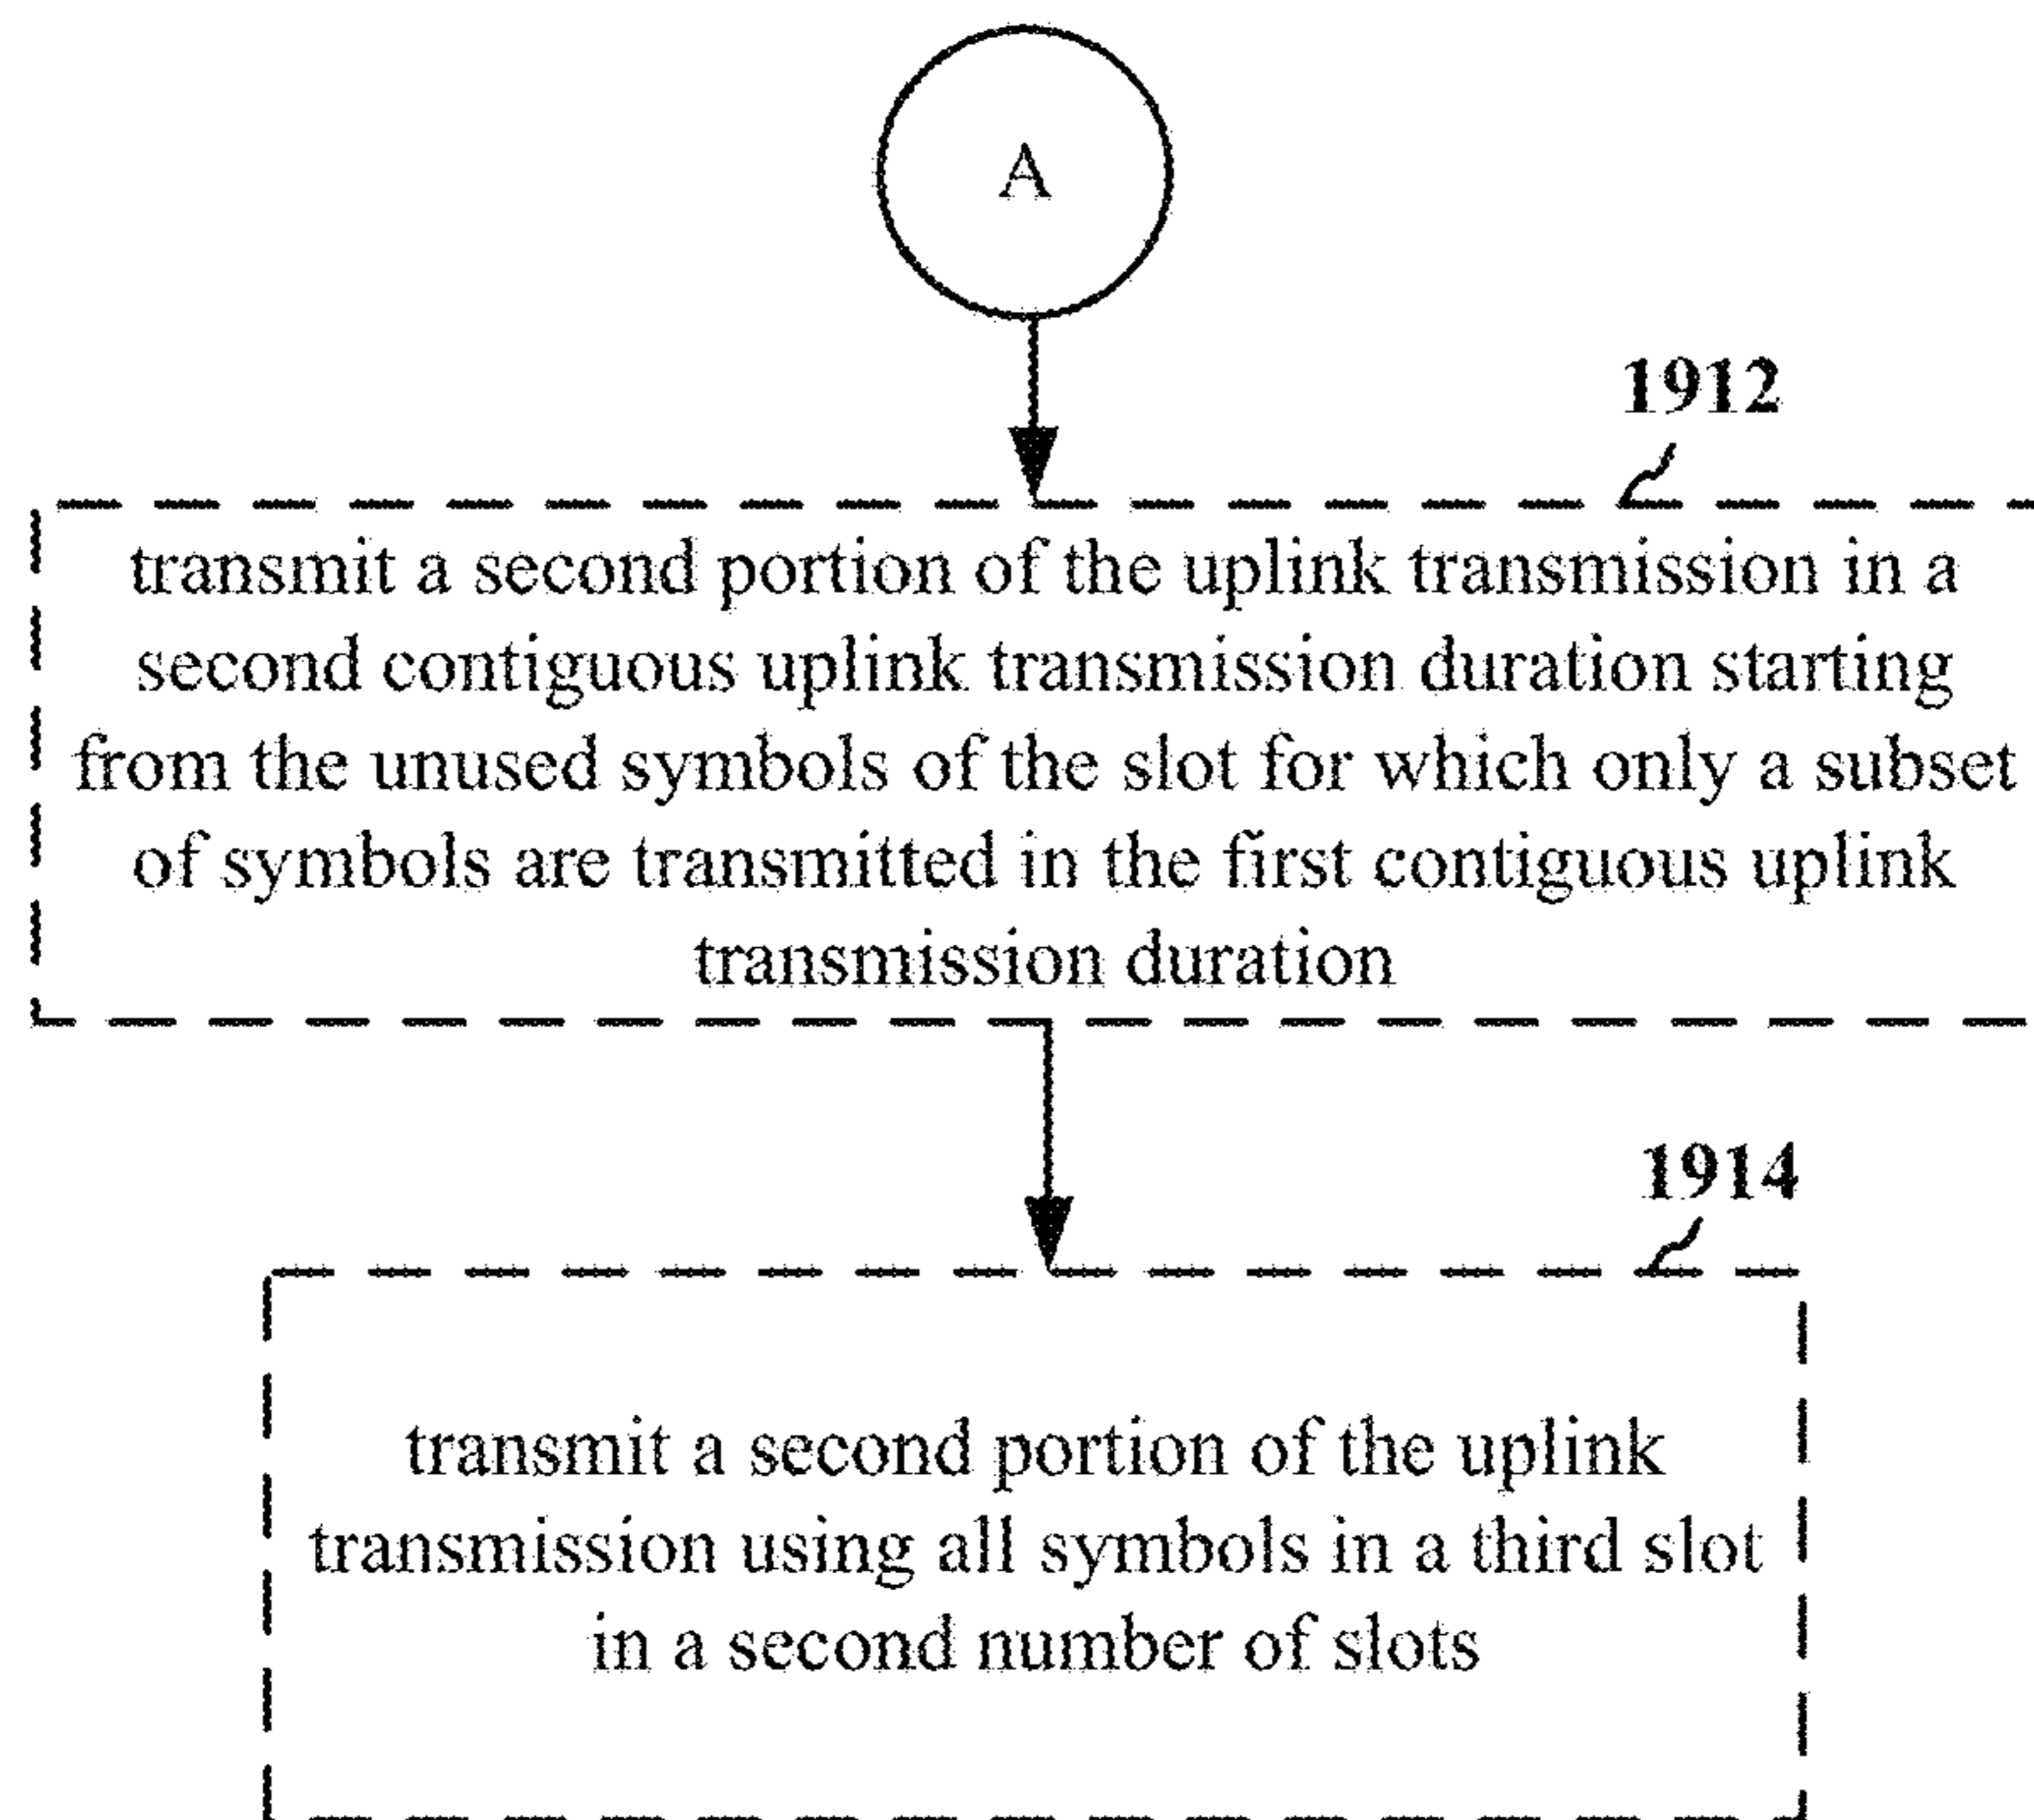 A
1912
transmit a second portion of the uplink transmission in a
second contiguous uplink transmission duration starting
from the unused symbols of the slot for which only a subset
of symbols are transmitted in the first contiguous uplink
transmission duration
1914
transmit a second portion of the uplink
transmission using all symbols in a third slot
in a second number of slots